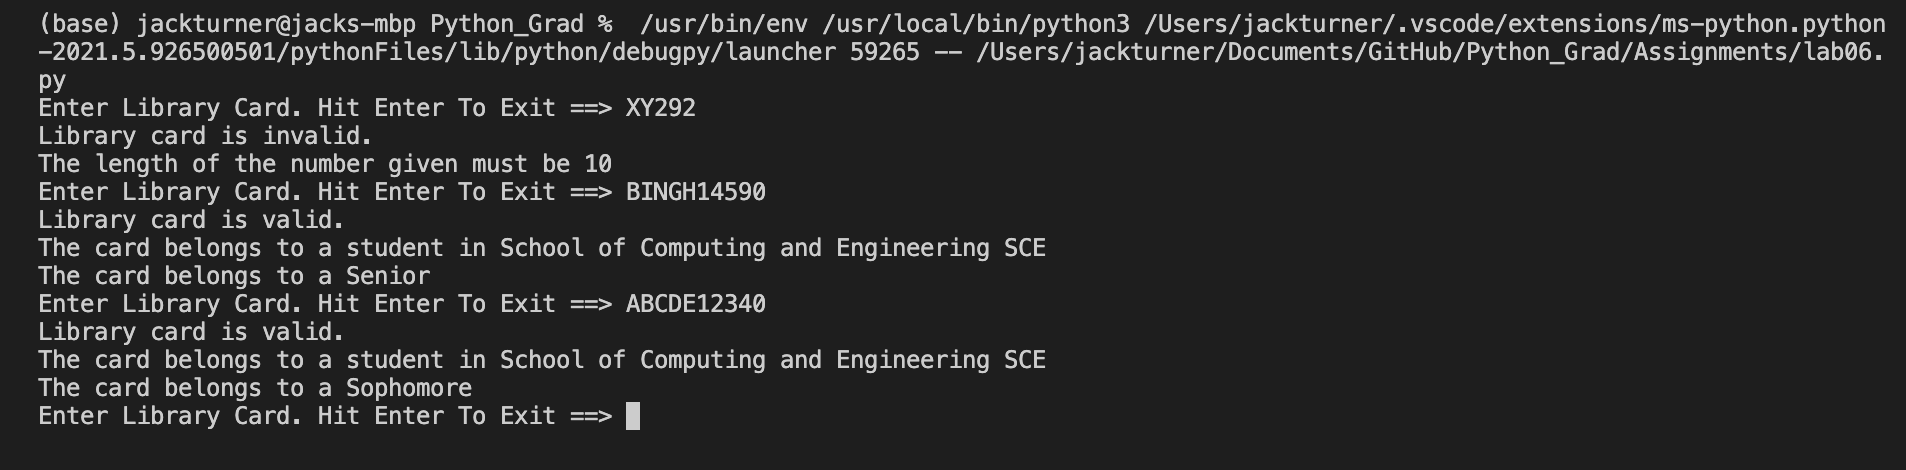 (base) jackturner@jacks-mbp Python_Grad %  /usr/bin/env /usr/local/bin/python3 /Users/jackturner/.vscode/extensions/ms-python.python
-2021.5.926500501/pythonFiles/lib/python/debugpy/launcher 59265 -- /Users/jackturner/Documents/GitHub/Python_Grad/Assignments/lab06.
py
Enter Library Card. Hit Enter To Exit ==> XY292
Library card is invalid.
The length of the number given must be 10
Enter Library Card. Hit Enter To Exit ==> BINGH14590
Library card is valid.
The card belongs to a student in School of Computing and Engineering SCE
The card belongs to a Senior
Enter Library Card. Hit Enter To Exit ==> ABCDE12340
Library card is valid.
The card belongs to a student in School of Computing and Engineering SCE
The card belongs to a Sophomore
Enter Library Card. Hit Enter To Exit ==>